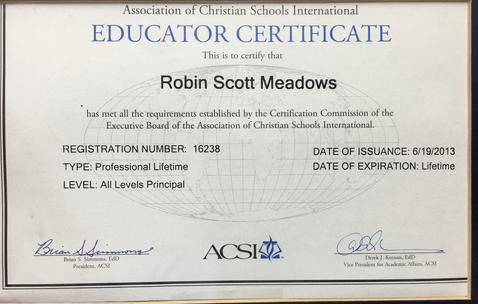 Association of Christian Schools International
EDUCATOR CERTIFICATE
This is to certify that
Robin Scott Meadows
has met all the requirements established by the Certification Commission of the
Executive Board of the Association of Christian Schools International.
REGISTRATION NUMBER: 16238
DATE OF ISSUANCE: 6/19/2013
TYPE: Professional Lifetime
DATE OF EXPIRATION: Lifetime
LEVEL: All Levels Principal
Brian S. Simmons
Brian S. Simmons, EdD
President, ACSI
ACSI
Derek J. Keenan, EdD
Vice President for Academic Affairs, ACSI